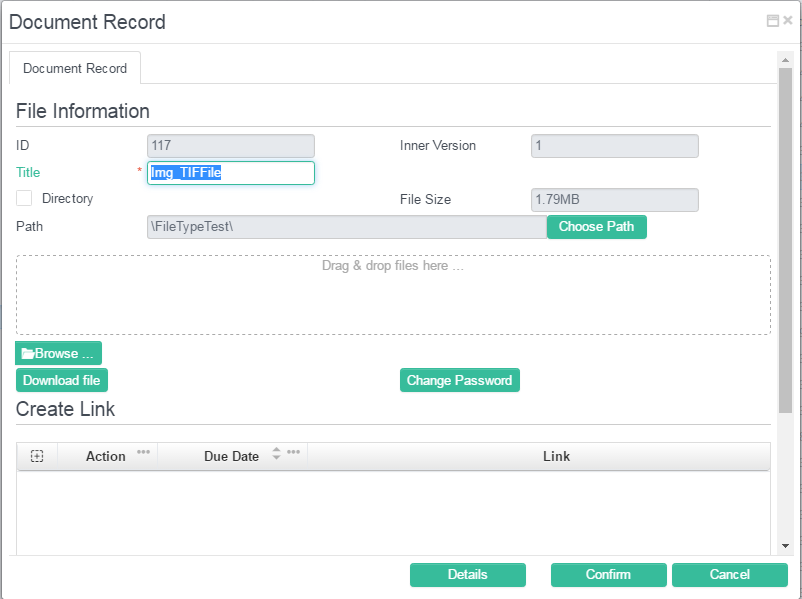 Document Record
Document Record
File Information
ID 117 Inner Version 1
Title * Img_TIFFile
Directory File Size 1.79MB
Path \FileTypeTest\ Choose Path
Drag & drop files here ...
Browse ...
Download file Change Password
Create Link
Action Due Date Link
Details Confirm Cancel